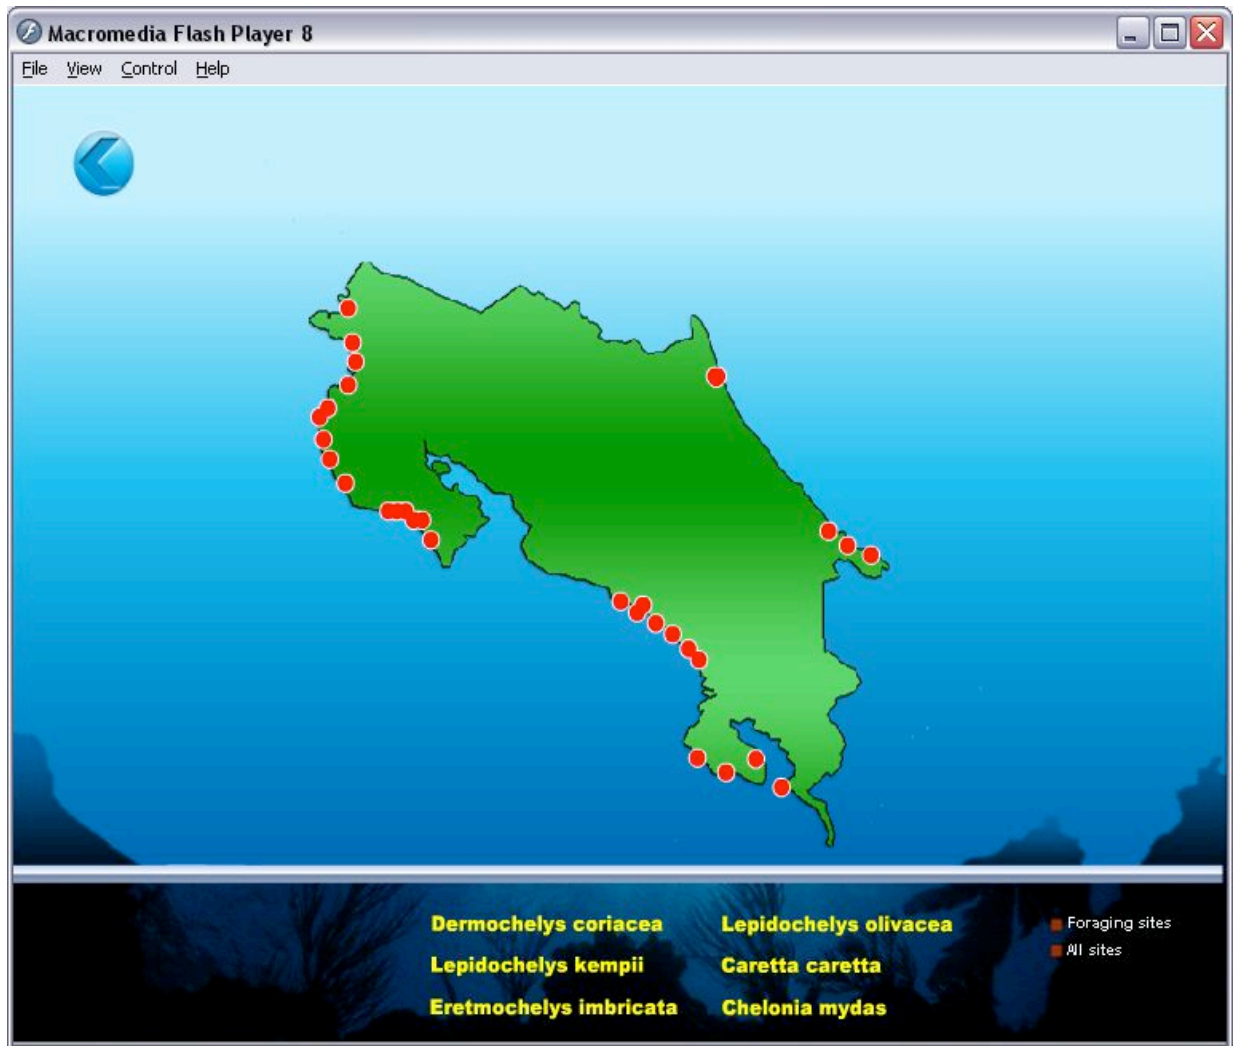 Macromedia Flash Player 8
File View Control Help
Dermochelys coriacea Lepidochelys olivacea Foraging sites
All sites
Lepidochelys kempii Caretta caretta
Eretmochelys imbricata Chelonia mydas